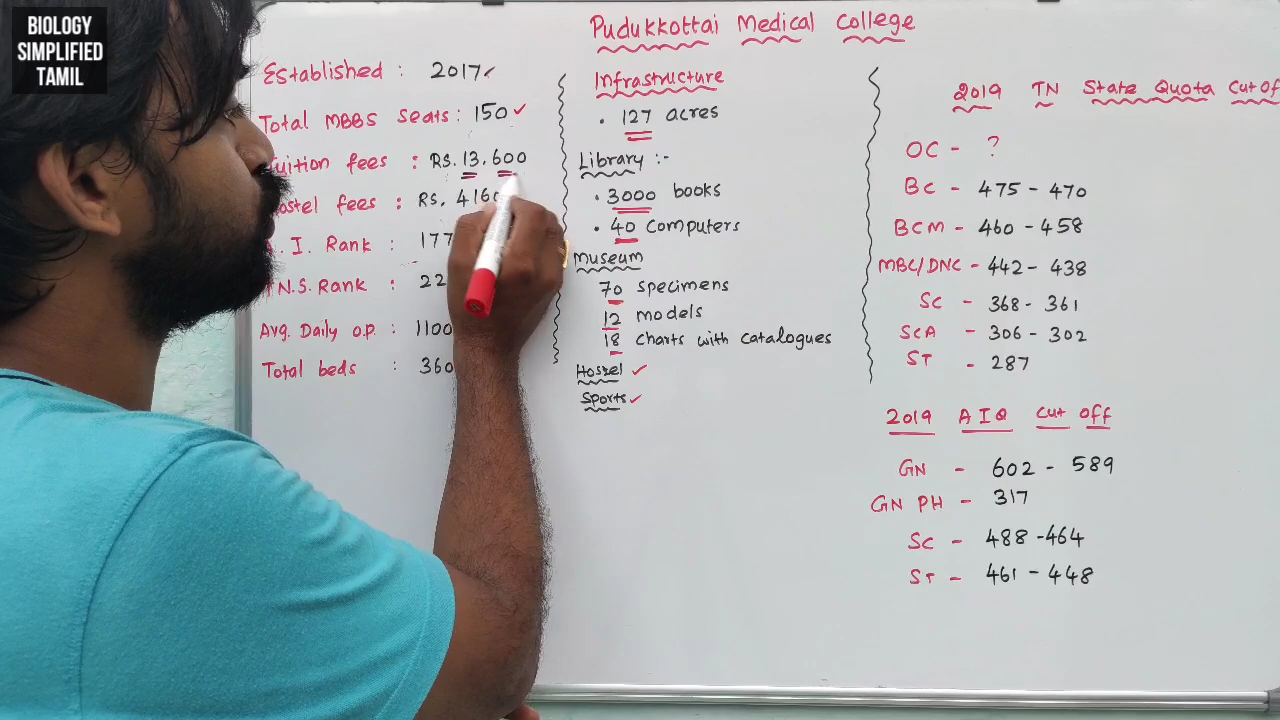 BIOLOGY
SIMPLIFIED
TAMIL
Pudukkottai Medical College
Established : 2017
Total MBBS Seats : 150
Tuition fees : Rs. 13,600
Hostel fees : Rs. 4160
I. Rank : 177
T.N.S. Rank : 22
Avg. Daily o.p. : 1100
Total beds : 360
Infrastructure
• 127 acres
Library :-
• 3000 books
• 40 computers
Museum
70 specimens
12 models
18 charts with catalogues
Hostel ✓
Sports ✓
2019 TN State Quota Cut Of
OC - ?
BC - 475 - 470
BCM - 460 - 458
MBC/DNC - 442 - 438
SC - 368 - 361
SCA - 306 - 302
ST - 287
2019 AIQ Cut off
GN - 602 - 589
GN PH - 317
SC - 488 - 464
ST - 461 - 448